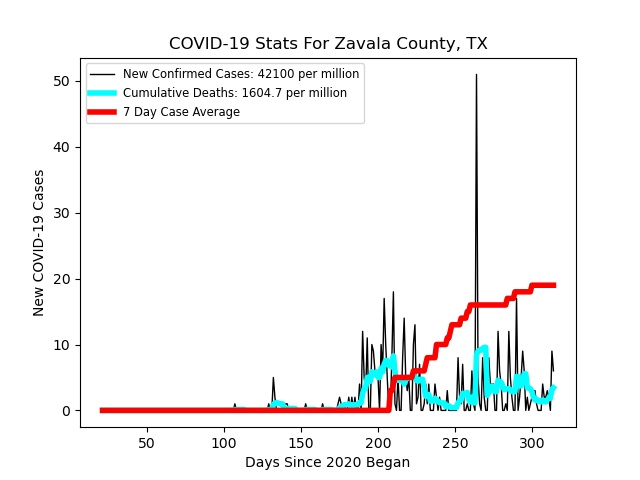 COVID-19 Stats For Zavala County, TX
New Confirmed Cases: 42100 per million
Cumulative Deaths: 1604.7 per million
7 Day Case Average
New COVID-19 Cases
50
40
30
20
10
0
50 100 150 200 250 300
Days Since 2020 Began